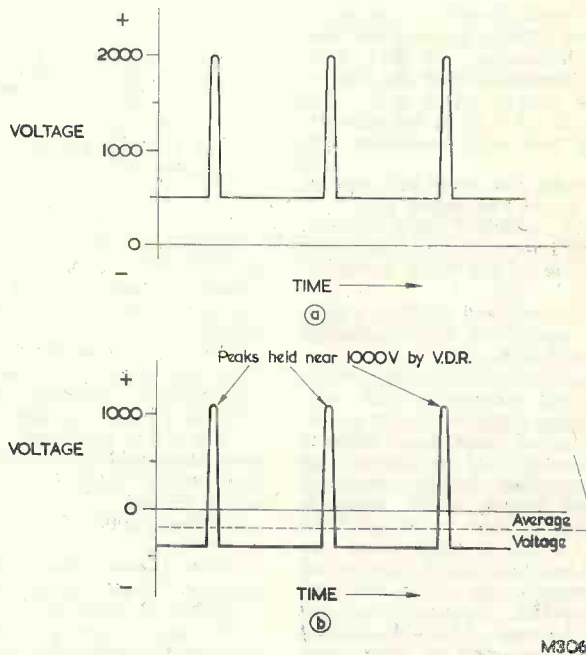 +
2000
VOLTAGE
1000
0
−
TIME
a
Peaks held near 1000V by V.D.R.
+
1000
VOLTAGE
0
Average
Voltage
−
TIME
b
M306